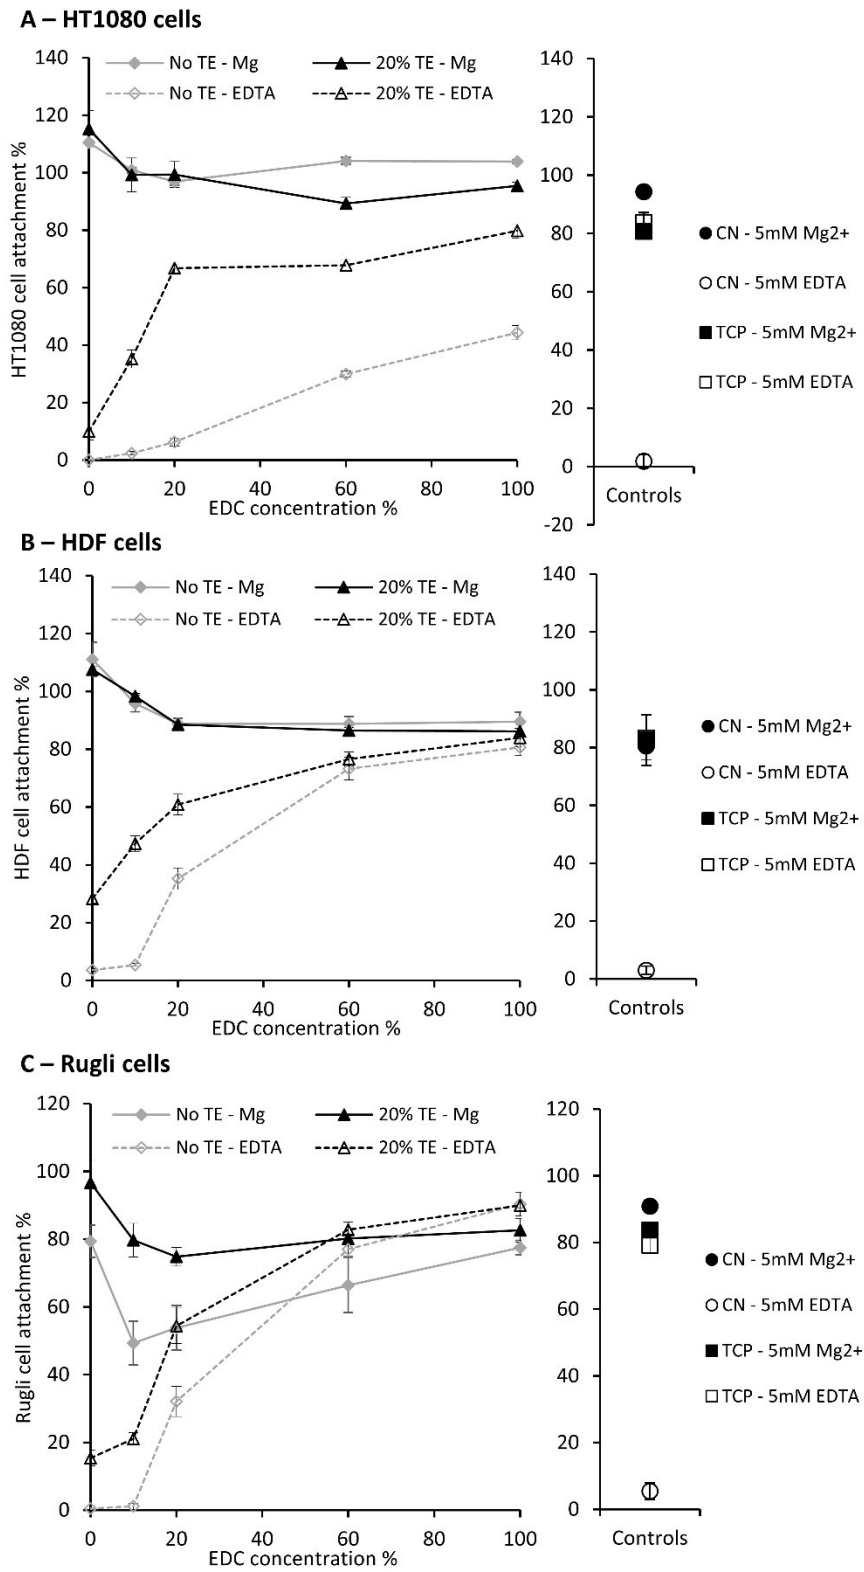 A – HT1080 cells
No TE - Mg
20% TE - Mg
No TE - EDTA
20% TE - EDTA
HT1080 cell attachment %
140
120
100
80
60
40
20
0
0 20 40 60 80 100
EDC concentration %
140
120
100
80
60
40
20
0
-20
Controls
CN - 5mM Mg2+
CN - 5mM EDTA
TCP - 5mM Mg2+
TCP - 5mM EDTA
B – HDF cells
No TE - Mg
20% TE - Mg
No TE - EDTA
20% TE - EDTA
HDF cell attachment %
140
120
100
80
60
40
20
0
0 20 40 60 80 100
EDC concentration %
140
120
100
80
60
40
20
0
Controls
CN - 5mM Mg2+
CN - 5mM EDTA
TCP - 5mM Mg2+
TCP - 5mM EDTA
C – Rugli cells
No TE - Mg
20% TE - Mg
No TE - EDTA
20% TE - EDTA
Rugli cell attachment %
120
100
80
60
40
20
0
0 20 40 60 80 100
EDC concentration %
120
100
80
60
40
20
0
Controls
CN - 5mM Mg2+
CN - 5mM EDTA
TCP - 5mM Mg2+
TCP - 5mM EDTA